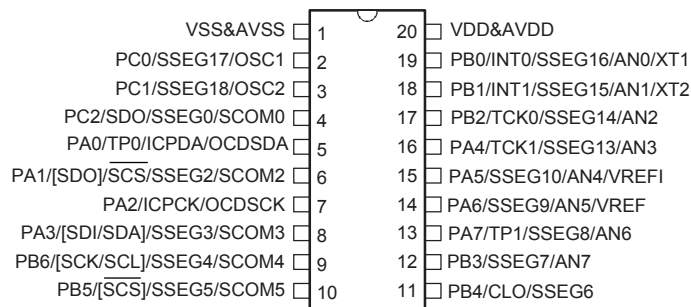 VSS&AVSS 1 20 VDD&AVDD
PC0/SSEG17/OSC1 2 19 PB0/INT0/SSEG16/AN0/XT1
PC1/SSEG18/OSC2 3 18 PB1/INT1/SSEG15/AN1/XT2
PC2/SDO/SSEG0/SCOM0 4 17 PB2/TCK0/SSEG14/AN2
PA0/TP0/ICPDA/OCDSDA 5 16 PA4/TCK1/SSEG13/AN3
PA1/[SDO]/SCS/SSEG2/SCOM2 6 15 PA5/SSEG10/AN4/VREFI
PA2/ICPCK/OCDSCK 7 14 PA6/SSEG9/AN5/VREF
PA3/[SDI/SDA]/SSEG3/SCOM3 8 13 PA7/TP1/SSEG8/AN6
PB6/[SCK/SCL]/SSEG4/SCOM4 9 12 PB3/SSEG7/AN7
PB5/[SCS]/SSEG5/SCOM5 10 11 PB4/CLO/SSEG6